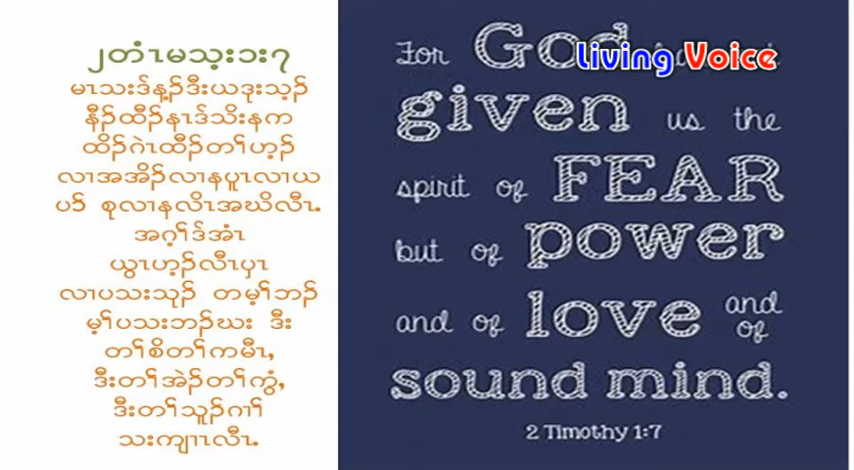 ၂တံၤမသ့း၁း၇
မၤသးဒ်န့ၣ်ဒီးယဒုးသ့ၣ်
နီၣ်ထီၣ်နၤဒ်သိးနက
ထိၣ်ဂဲၤထီၣ်တၢ်ဟ့ၣ်
လၢအအိၣ်လၢနပူၤလၢယ
ပာ် စုလၢနလိၤအဃိလီၤ.
အဂ့ၢ်ဒ်အံၤ
ယွၤဟ့ၣ်လီၤပှၤ
လၢပသးသုၣ် တမ့ၢ်ဘၣ်
မ့ၢ်ပသးဘၣ်ဃး ဒီး
တၢ်စိတၢ်ကမီၤ,
ဒီးတၢ်အဲၣ်တၢ်ကွံ,
ဒီးတၢ်သူၣ်ဂၢၢ်
သးကျၢၤလီၤ.
Living Voice
For God
given us the
spirit of FEAR
but of power
and of love and of
sound mind.
2 Timothy 1:7